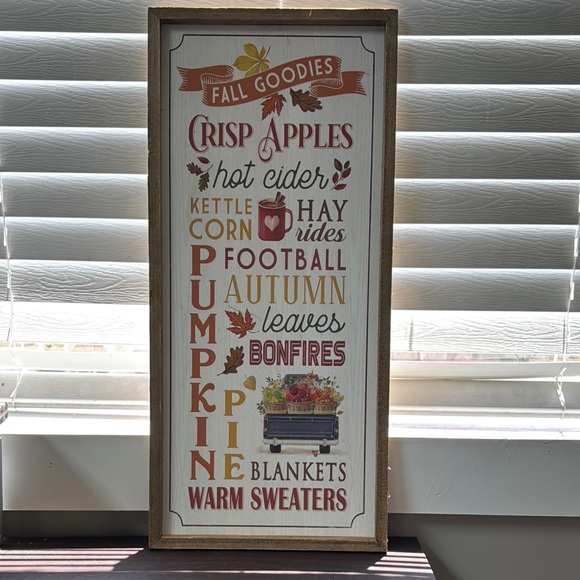 FALL GOODIES
CRISP APPLES
hot cider
KETTLE CORN
HAY rides
PUMPKIN
FOOTBALL
AUTUMN
leaves
BONFIRES
PIE
BLANKETS
WARM SWEATERS